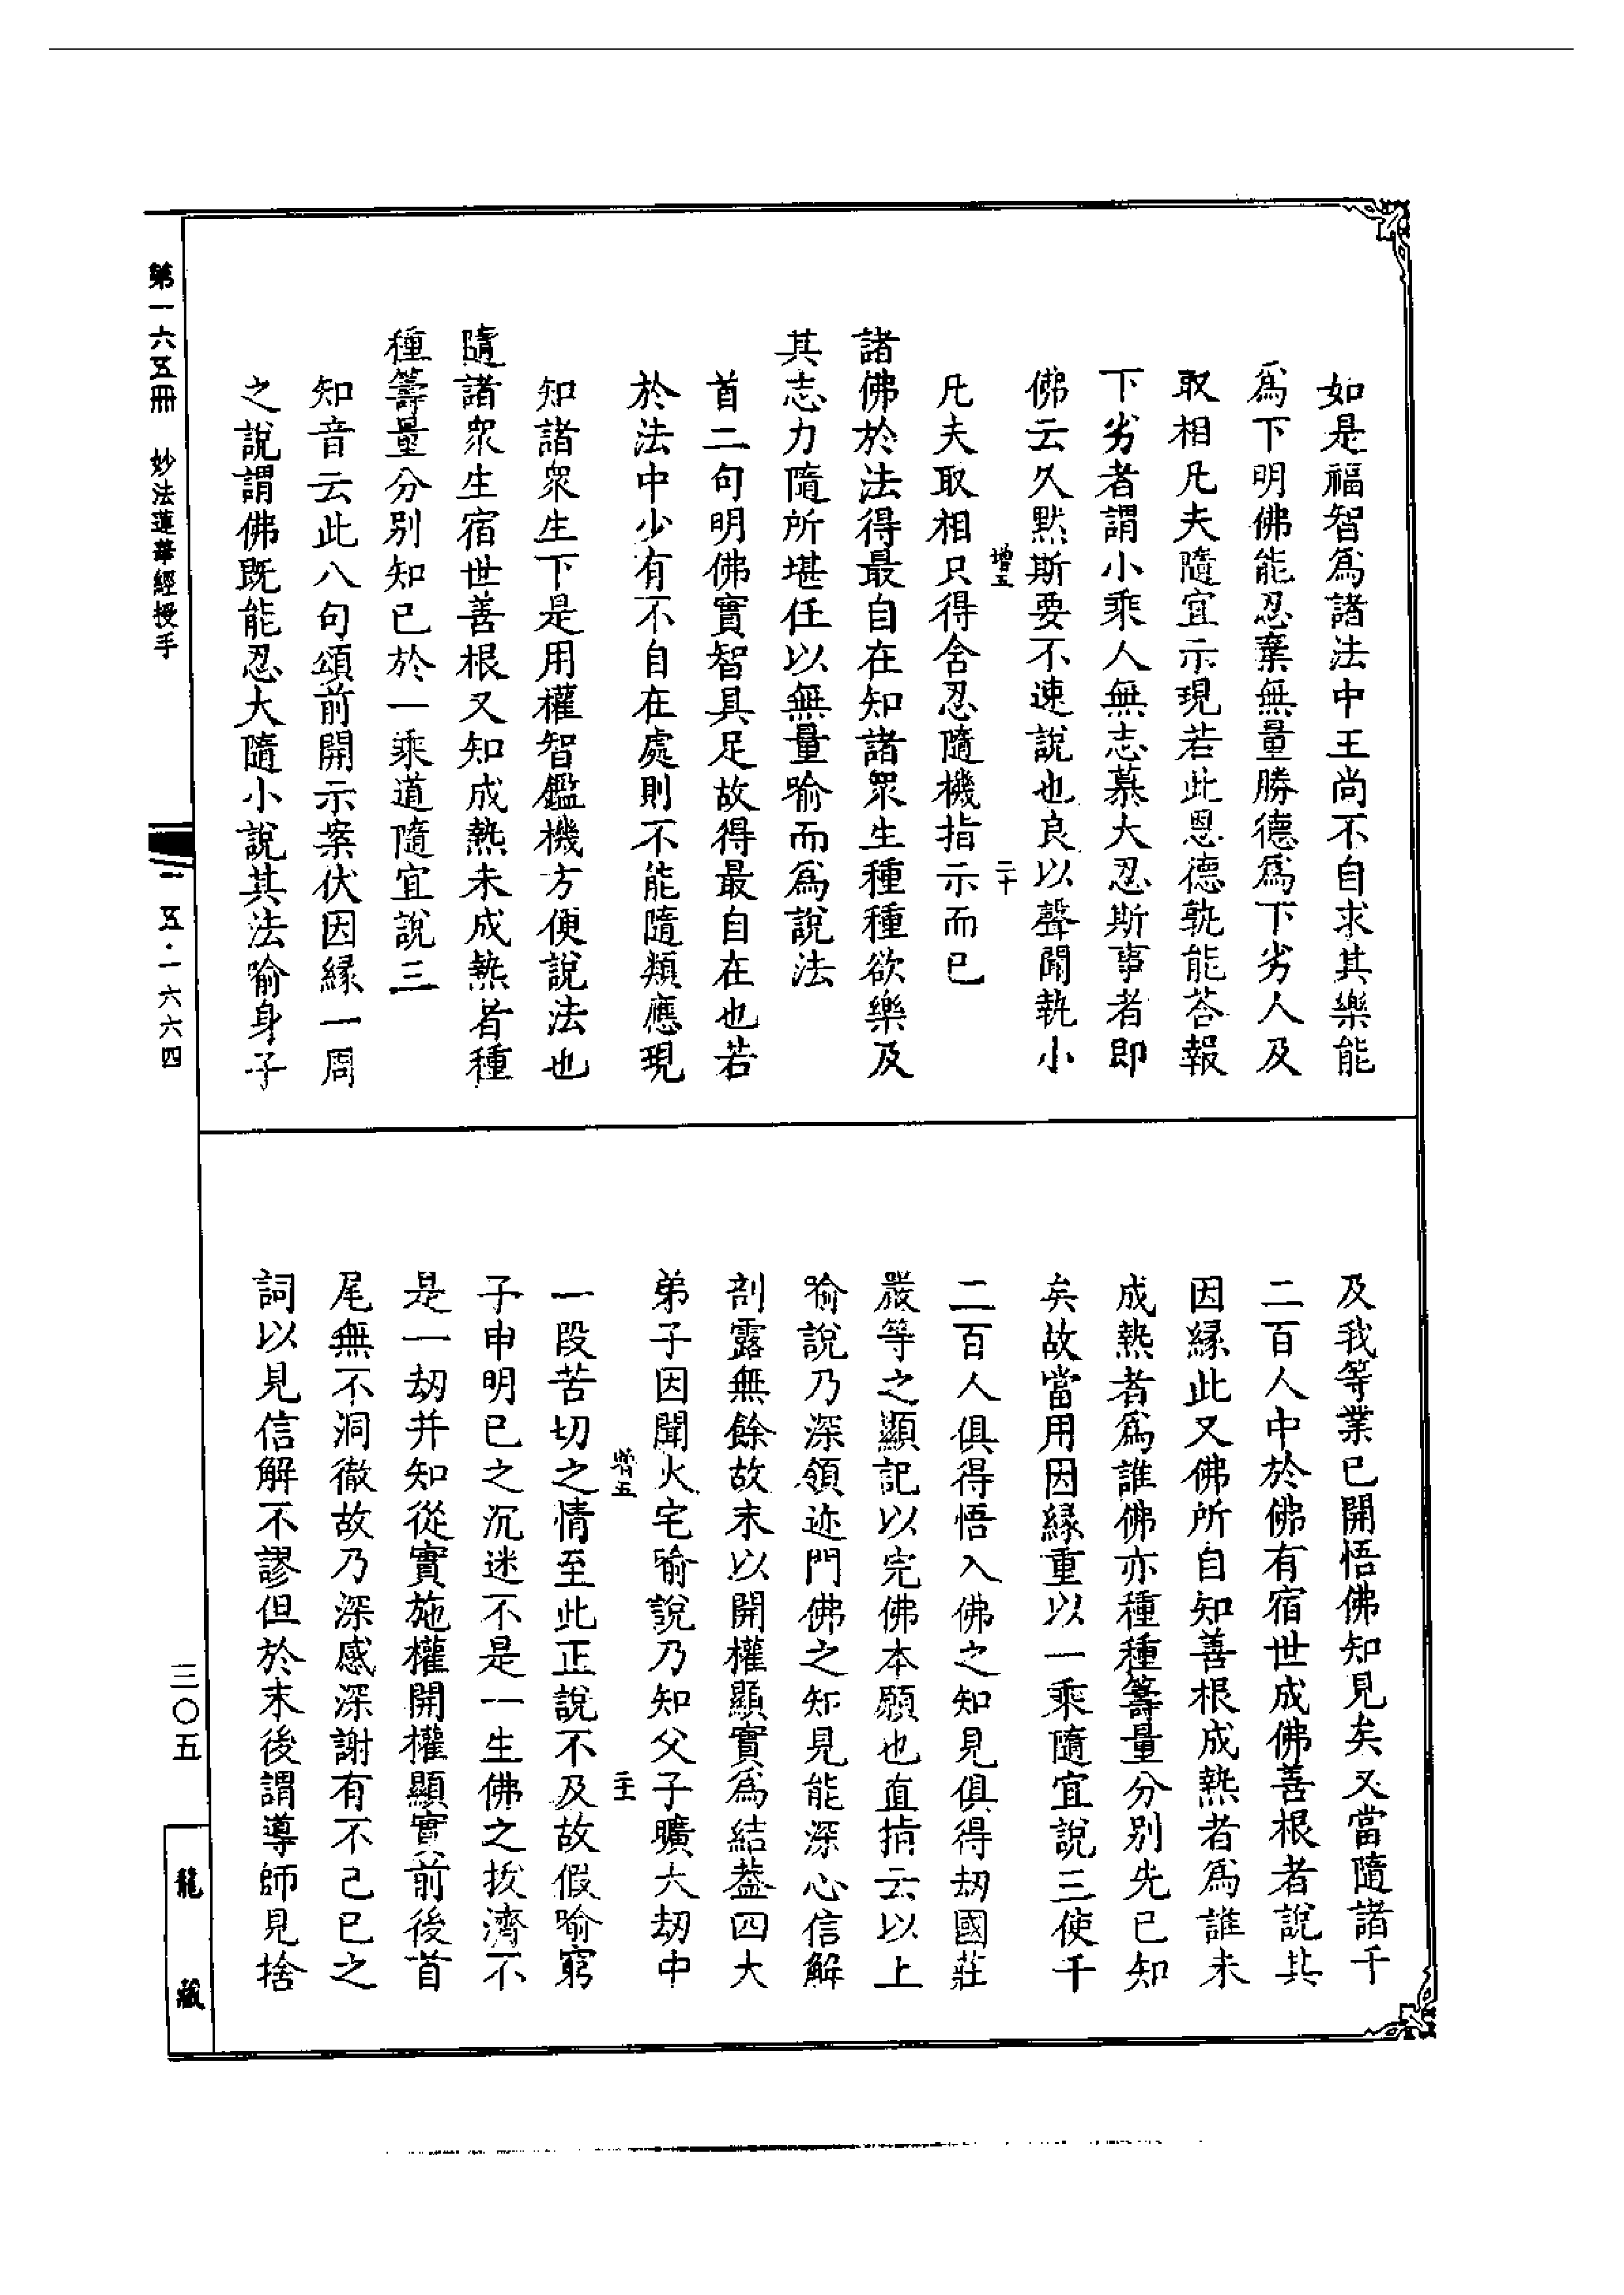 如是福智爲諸法中王尚不自求其樂能
爲下明佛能忍棄無量勝德爲下劣人及
取相凡夫隨宜示現若此恩德孰能荅報
下劣者謂小乘人無志慕大忍斯事者即
佛云久默斯要不速說也良以聲聞執小
增五
二十
凡夫取相只得含忍隨機指示而已
諸佛於法得最自在知諸衆生種種欲樂及
其志力隨所堪任以無量喻而爲說法
首二句明佛實智具足故得最自在也若
於法中少有不自在處則不能隨類應現
知諸衆生下是用權智鑑機方便說法也
隨諸衆生宿世善根又知成熟未成熟者種
種籌量分別知已於一乘道隨宜說三
知音云此八句頌前開示案伏因緣一周
之說謂佛既能忍大隨小說其法喻身子
及我等業已開悟佛知見矣又當隨諸千
二百人中於佛有宿世成佛善根者說其
因緣此又佛所自知善根成熟者爲誰未
成熟者爲誰佛亦種種籌量分別先已知
矣故當用因緣重以一乘隨宜說三使千
二百人俱得悟入佛之知見俱得劫國莊
嚴等之顯記以完佛本願也直指云以上
喻說乃深領迹門佛之知見能深心信解
剖露無餘故末以開權顯實爲結葢四大
弟子因聞火宅喻說乃知父子曠大劫中
增五
二十一
一段苦切之情至此正說不及故假喻窮
子申明已之沉迷不是一生佛之拔濟不
是一劫并知從實施權開權顯實前後首
尾無不洞徹故乃深感深謝有不已已之
詞以見信解不謬但於末後謂導師見捨
第一六五冊 妙法蓮華經授手
一五·一六六四
三〇五
龍藏